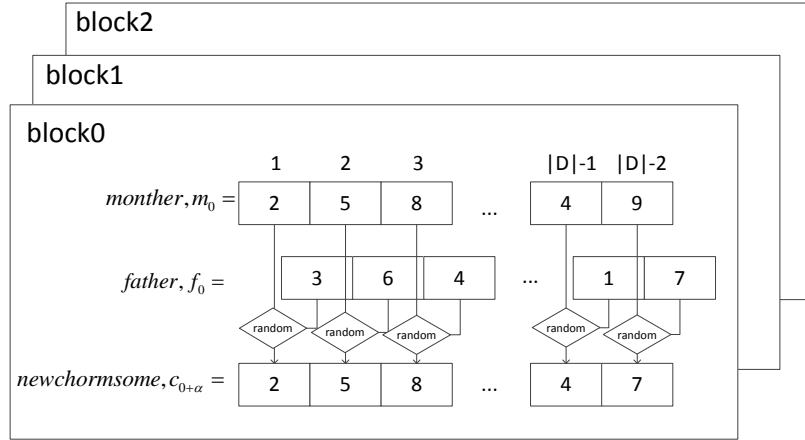 block2
block1
block0
1 2 3 |D|-1 |D|-2
monther, m0 = 2 5 8 ... 4 9
father, f0 = 3 6 4 ... 1 7
random random random random random
newchormsome, c0+α = 2 5 8 ... 4 7